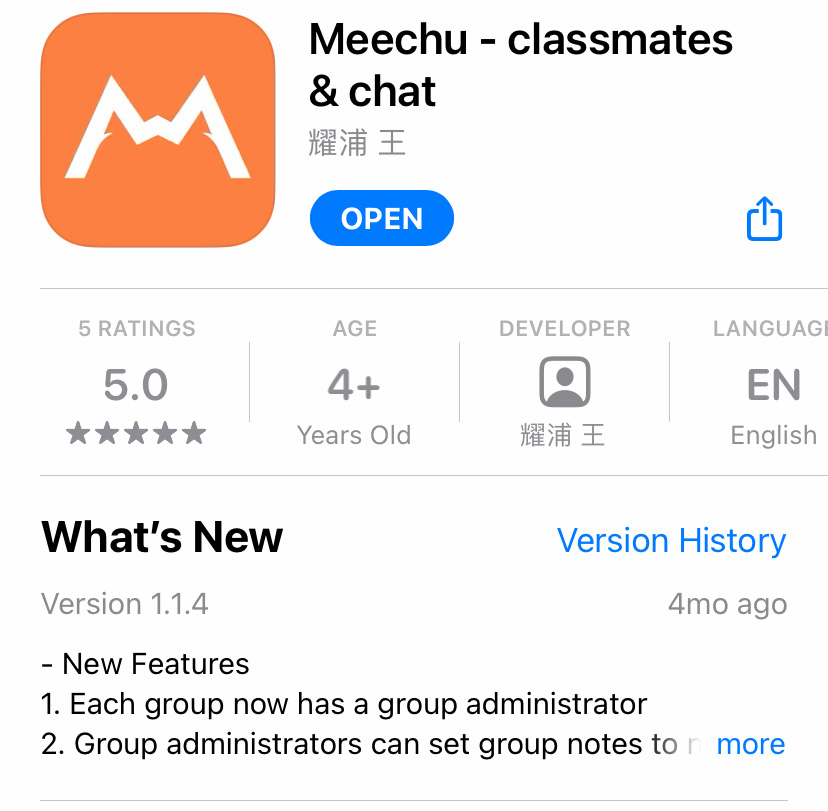 Meechu - classmates
& chat
耀浦 王
OPEN
5 RATINGS
AGE
DEVELOPER
LANGUAGE
5.0
4+
EN
Years Old
耀浦 王
English
What's New
Version History
Version 1.1.4
4mo ago
- New Features
1. Each group now has a group administrator
2. Group administrators can set group notes to more